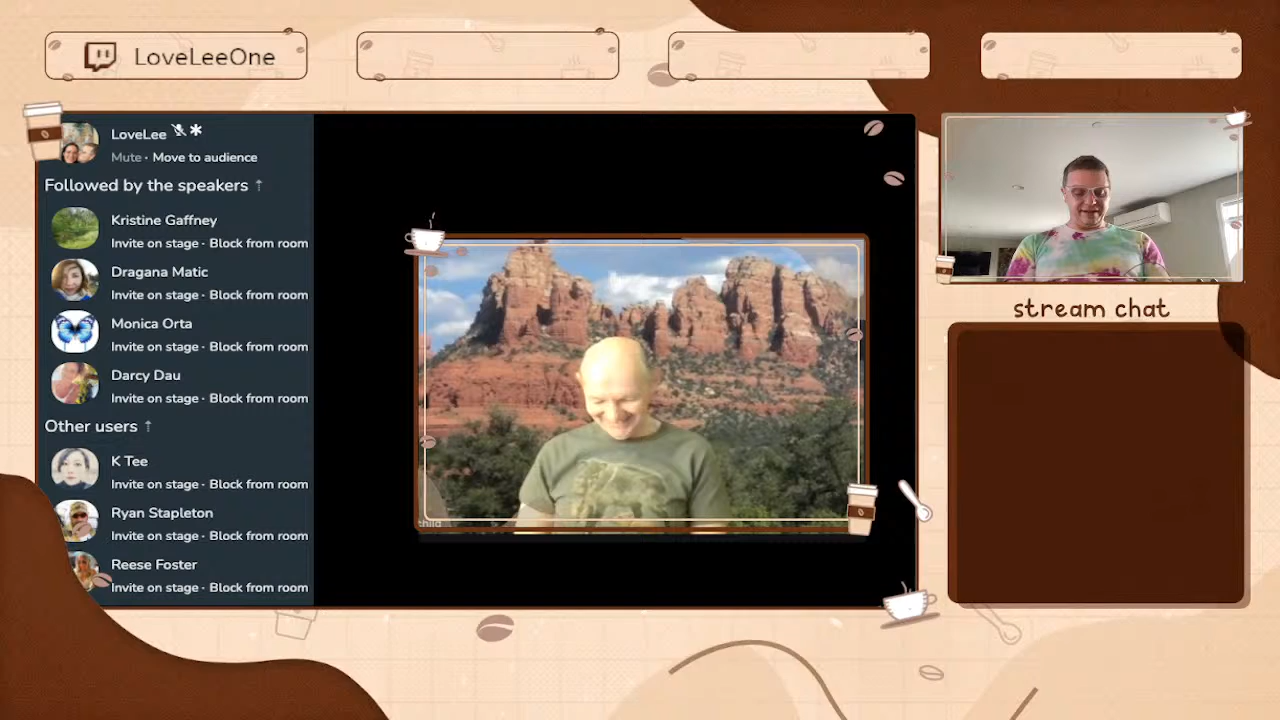 LoveLeeOne
LoveLee
Mute · Move to audience
Followed by the speakers ↑
Kristine Gaffney
Invite on stage · Block from room
Dragana Matic
Invite on stage · Block from room
Monica Orta
Invite on stage · Block from room
Darcy Dau
Invite on stage · Block from room
Other users ↑
K Tee
Invite on stage · Block from room
Ryan Stapleton
Invite on stage · Block from room
Reese Foster
Invite on stage · Block from room
child
stream chat